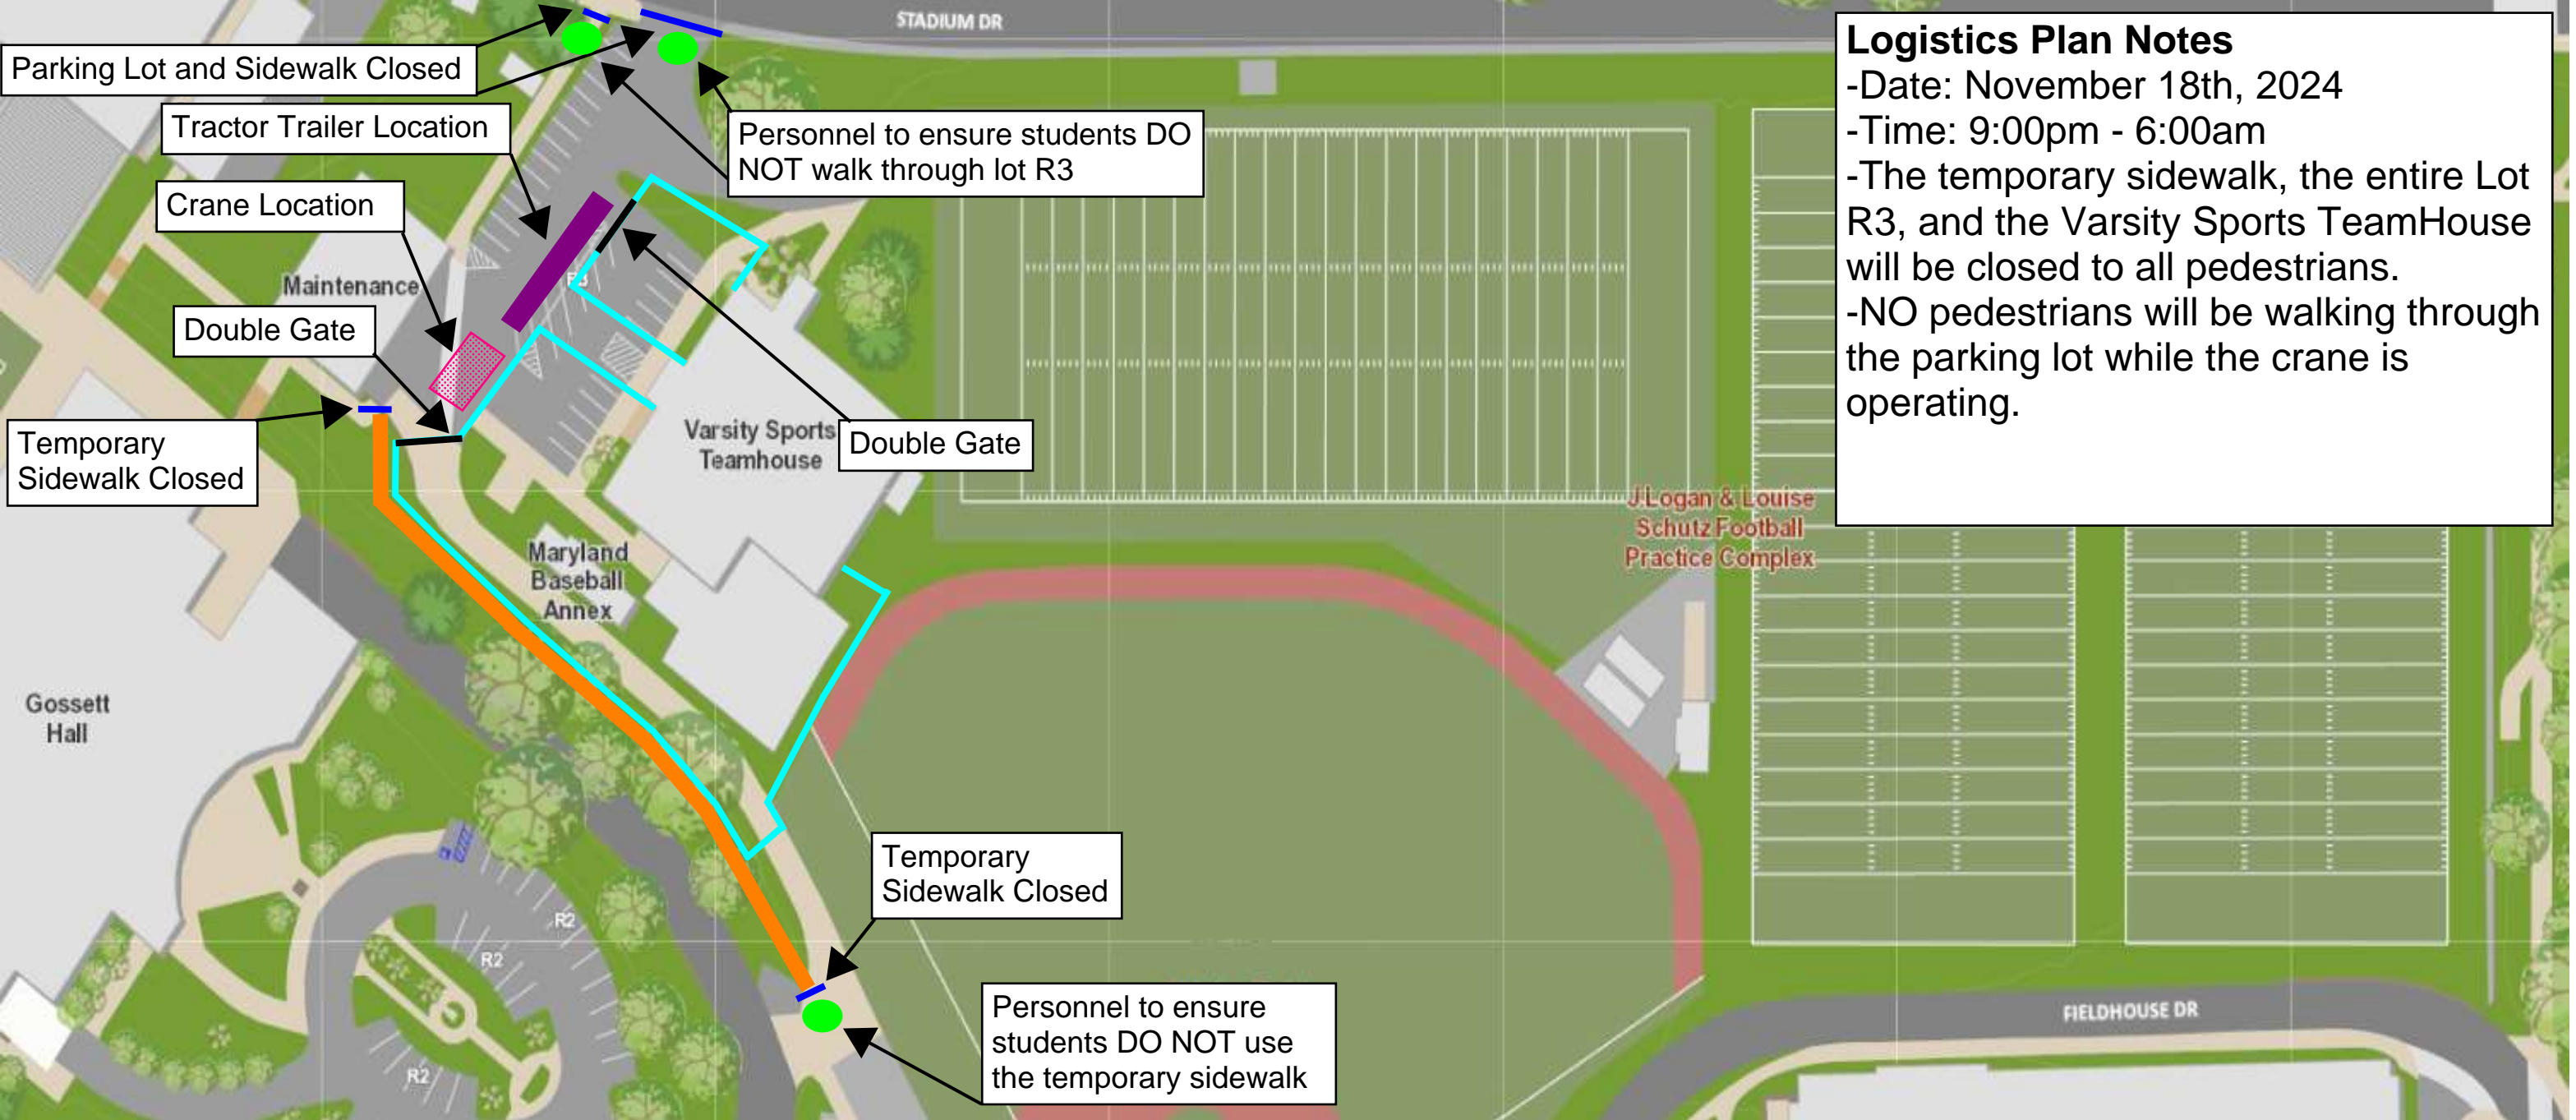 STADIUM DR
Logistics Plan Notes
-Date: November 18th, 2024
-Time: 9:00pm - 6:00am
-The temporary sidewalk, the entire Lot
R3, and the Varsity Sports TeamHouse
will be closed to all pedestrians.
-NO pedestrians will be walking through
the parking lot while the crane is
operating.
Parking Lot and Sidewalk Closed
Tractor Trailer Location
Personnel to ensure students DO
NOT walk through lot R3
Crane Location
Maintenance
Double Gate
Temporary
Sidewalk Closed
Varsity Sports
Teamhouse
Double Gate
J.Logan & Louise
Schutz Football
Practice Complex
Maryland
Baseball
Annex
Gossett
Hall
Temporary
Sidewalk Closed
R2
R2
R2
Personnel to ensure
students DO NOT use
the temporary sidewalk
FIELDHOUSE DR